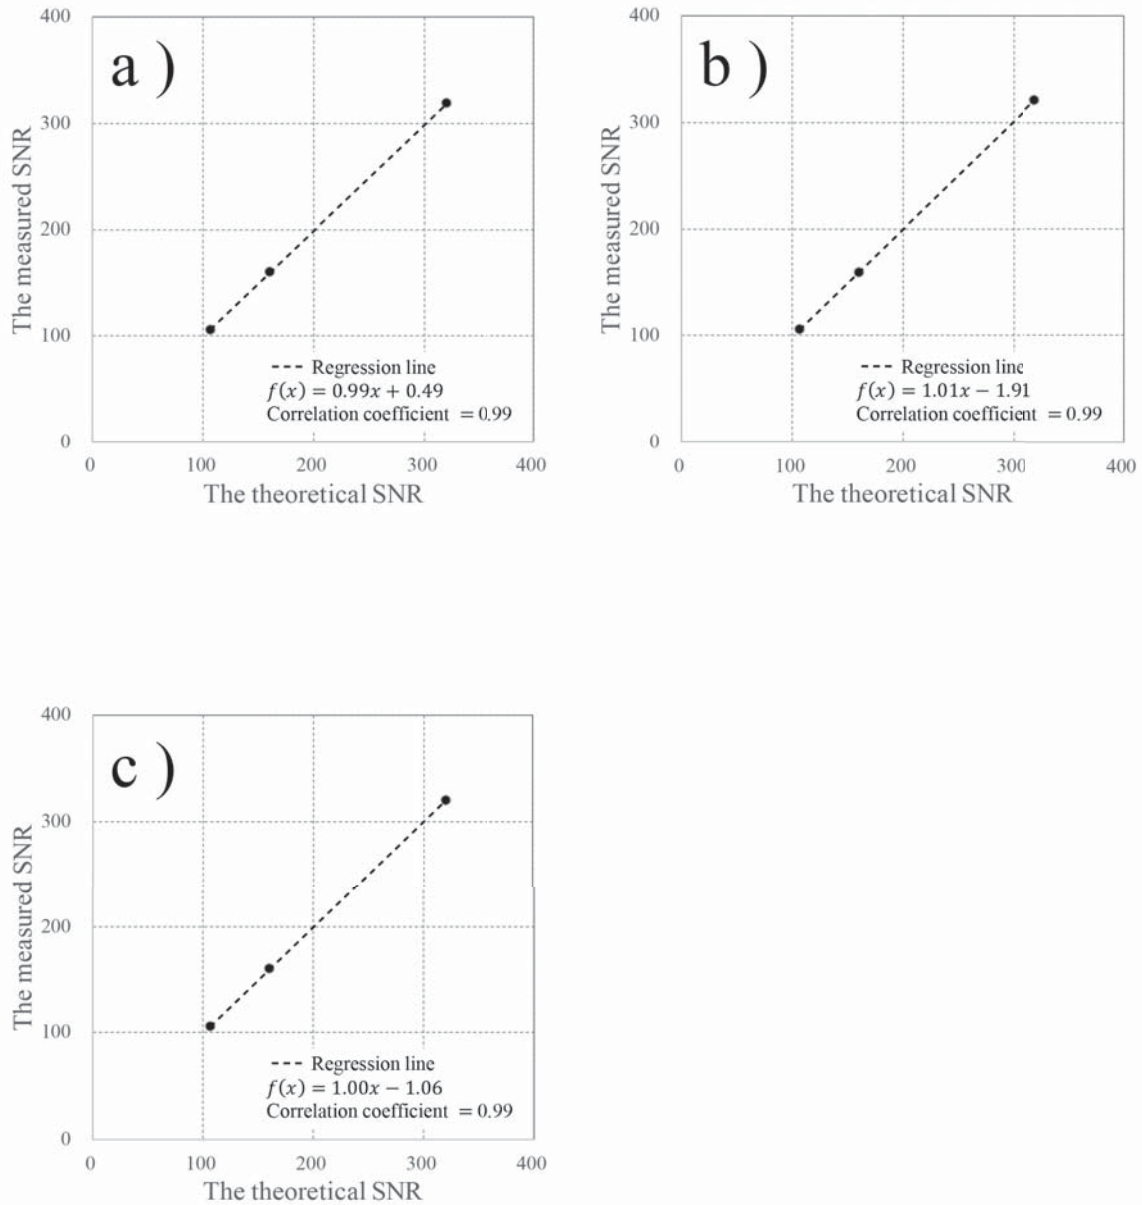 a )
400
300
200
100
0
The measured SNR
--- Regression line
f(x) = 0.99x + 0.49
Correlation coefficient = 0.99
0 100 200 300 400
The theoretical SNR
b )
400
300
200
100
0
The measured SNR
--- Regression line
f(x) = 1.01x − 1.91
Correlation coefficient = 0.99
0 100 200 300 400
The theoretical SNR
c )
400
300
200
100
0
The measured SNR
--- Regression line
f(x) = 1.00x − 1.06
Correlation coefficient = 0.99
0 100 200 300 400
The theoretical SNR